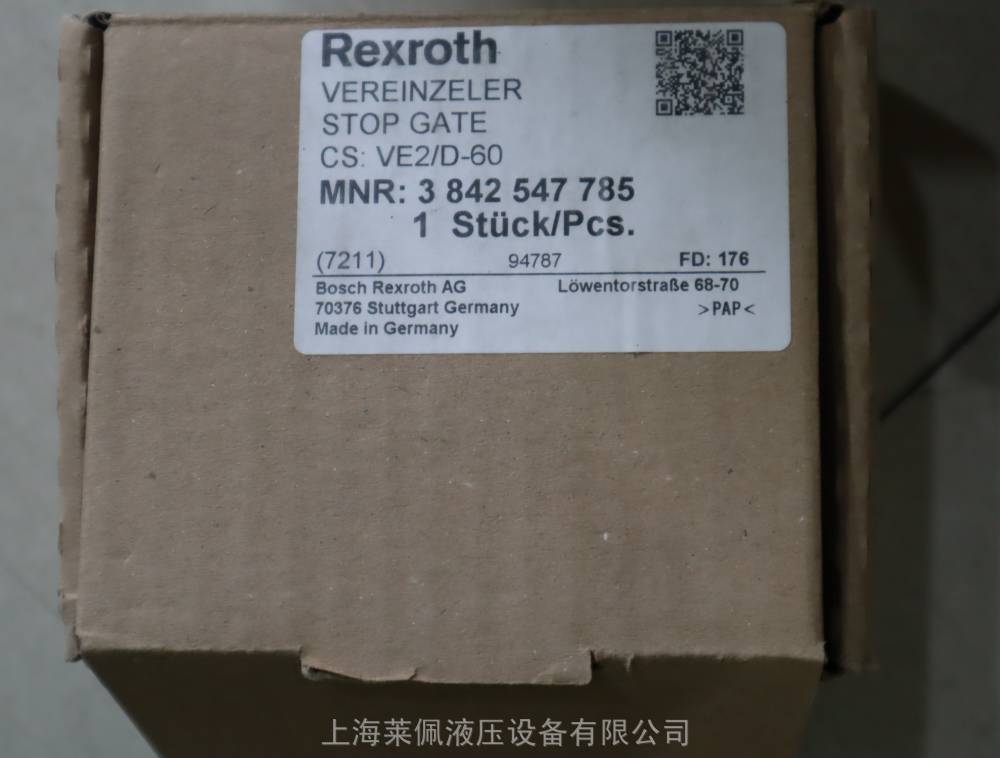 Rexroth
VEREINZELER
STOP GATE
CS: VE2/D-60
MNR: 3 842 547 785
1 Stück/Pcs.
(7211) 94787 FD: 176
Bosch Rexroth AG Löwentorstraße 68-70
70376 Stuttgart Germany >PAP<
Made in Germany
上海莱佩液压设备有限公司